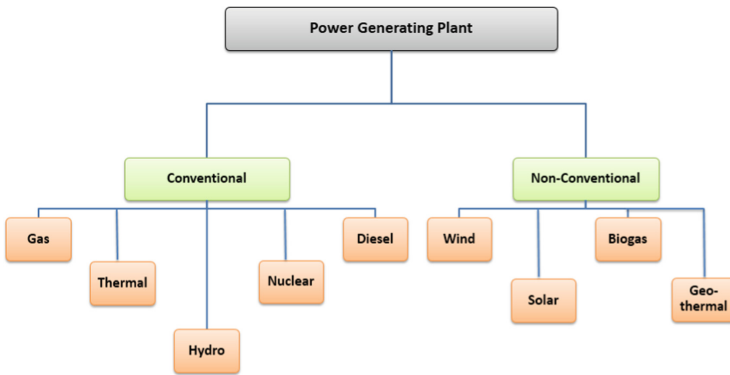 Power Generating Plant
Conventional
Non-Conventional
Gas
Thermal
Hydro
Nuclear
Diesel
Wind
Solar
Biogas
Geo-
thermal